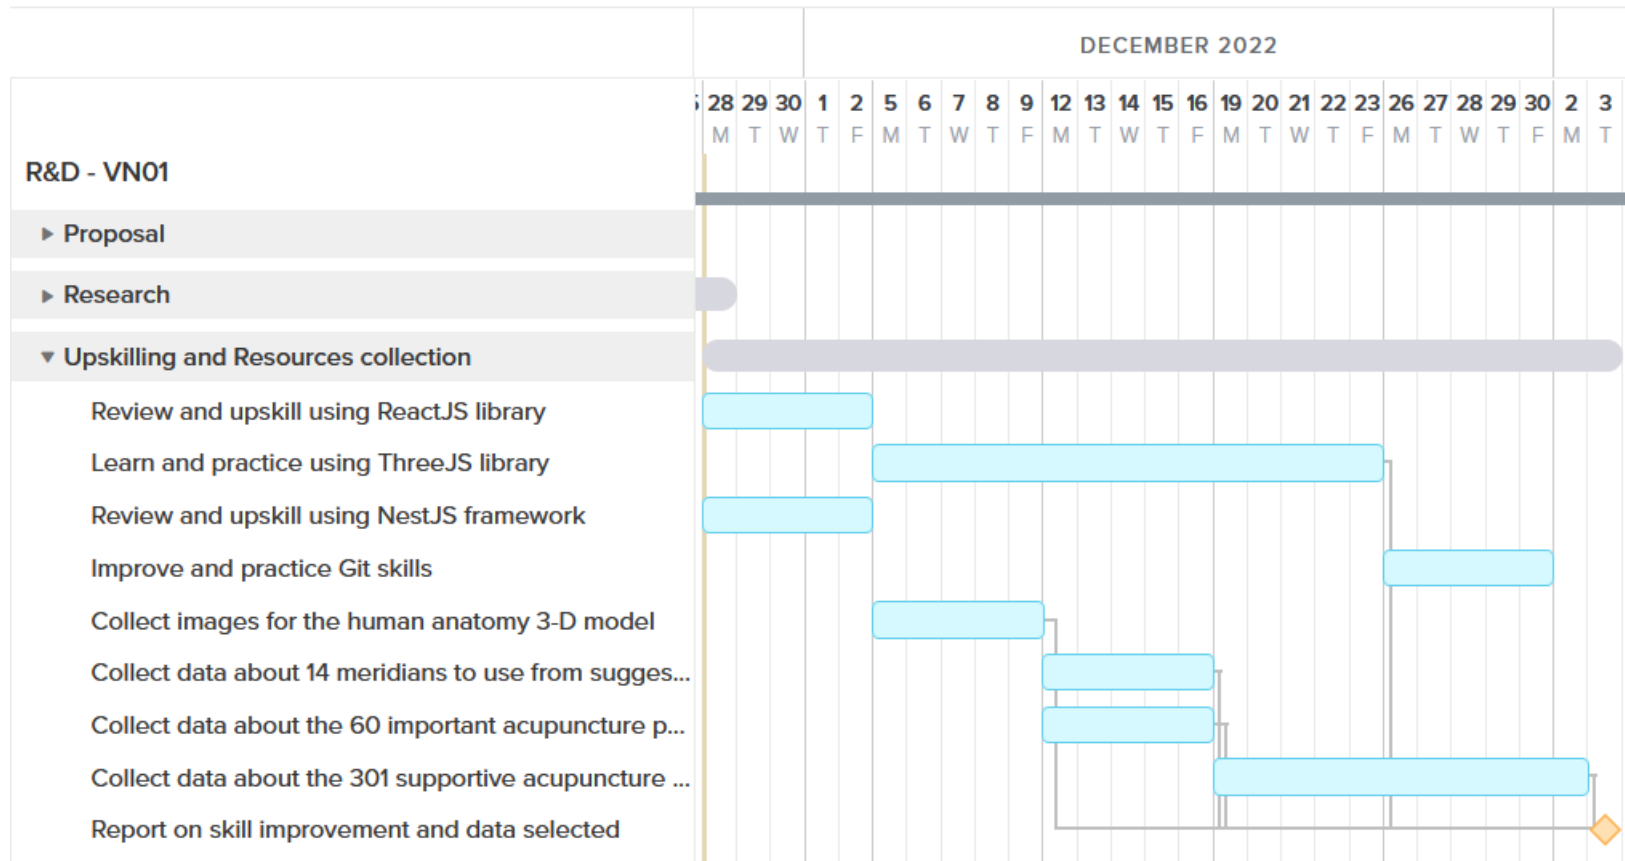 DECEMBER 2022
28 29 30 1 2 5 6 7 8 9 12 13 14 15 16 19 20 21 22 23 26 27 28 29 30 2 3
M T W T F M T W T F M T W T F M T W T F M T W T F M T
R&D - VN01
Proposal
Research
Upskilling and Resources collection
Review and upskill using ReactJS library
Learn and practice using ThreeJS library
Review and upskill using NestJS framework
Improve and practice Git skills
Collect images for the human anatomy 3-D model
Collect data about 14 meridians to use from sugges...
Collect data about the 60 important acupuncture p...
Collect data about the 301 supportive acupuncture ...
Report on skill improvement and data selected